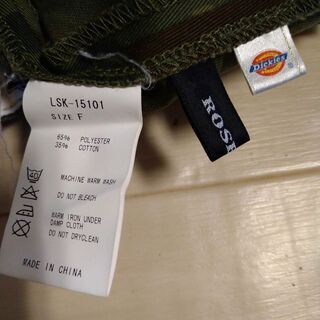 LSK-15101
SIZE F
65% POLYESTER
35% COTTON
MACHINE WARM WASH
DO NOT BLEACH
WARM IRON UNDER
DAMP CLOTH
DO NOT DRYCLEAN
MADE IN CHINA
Dickies